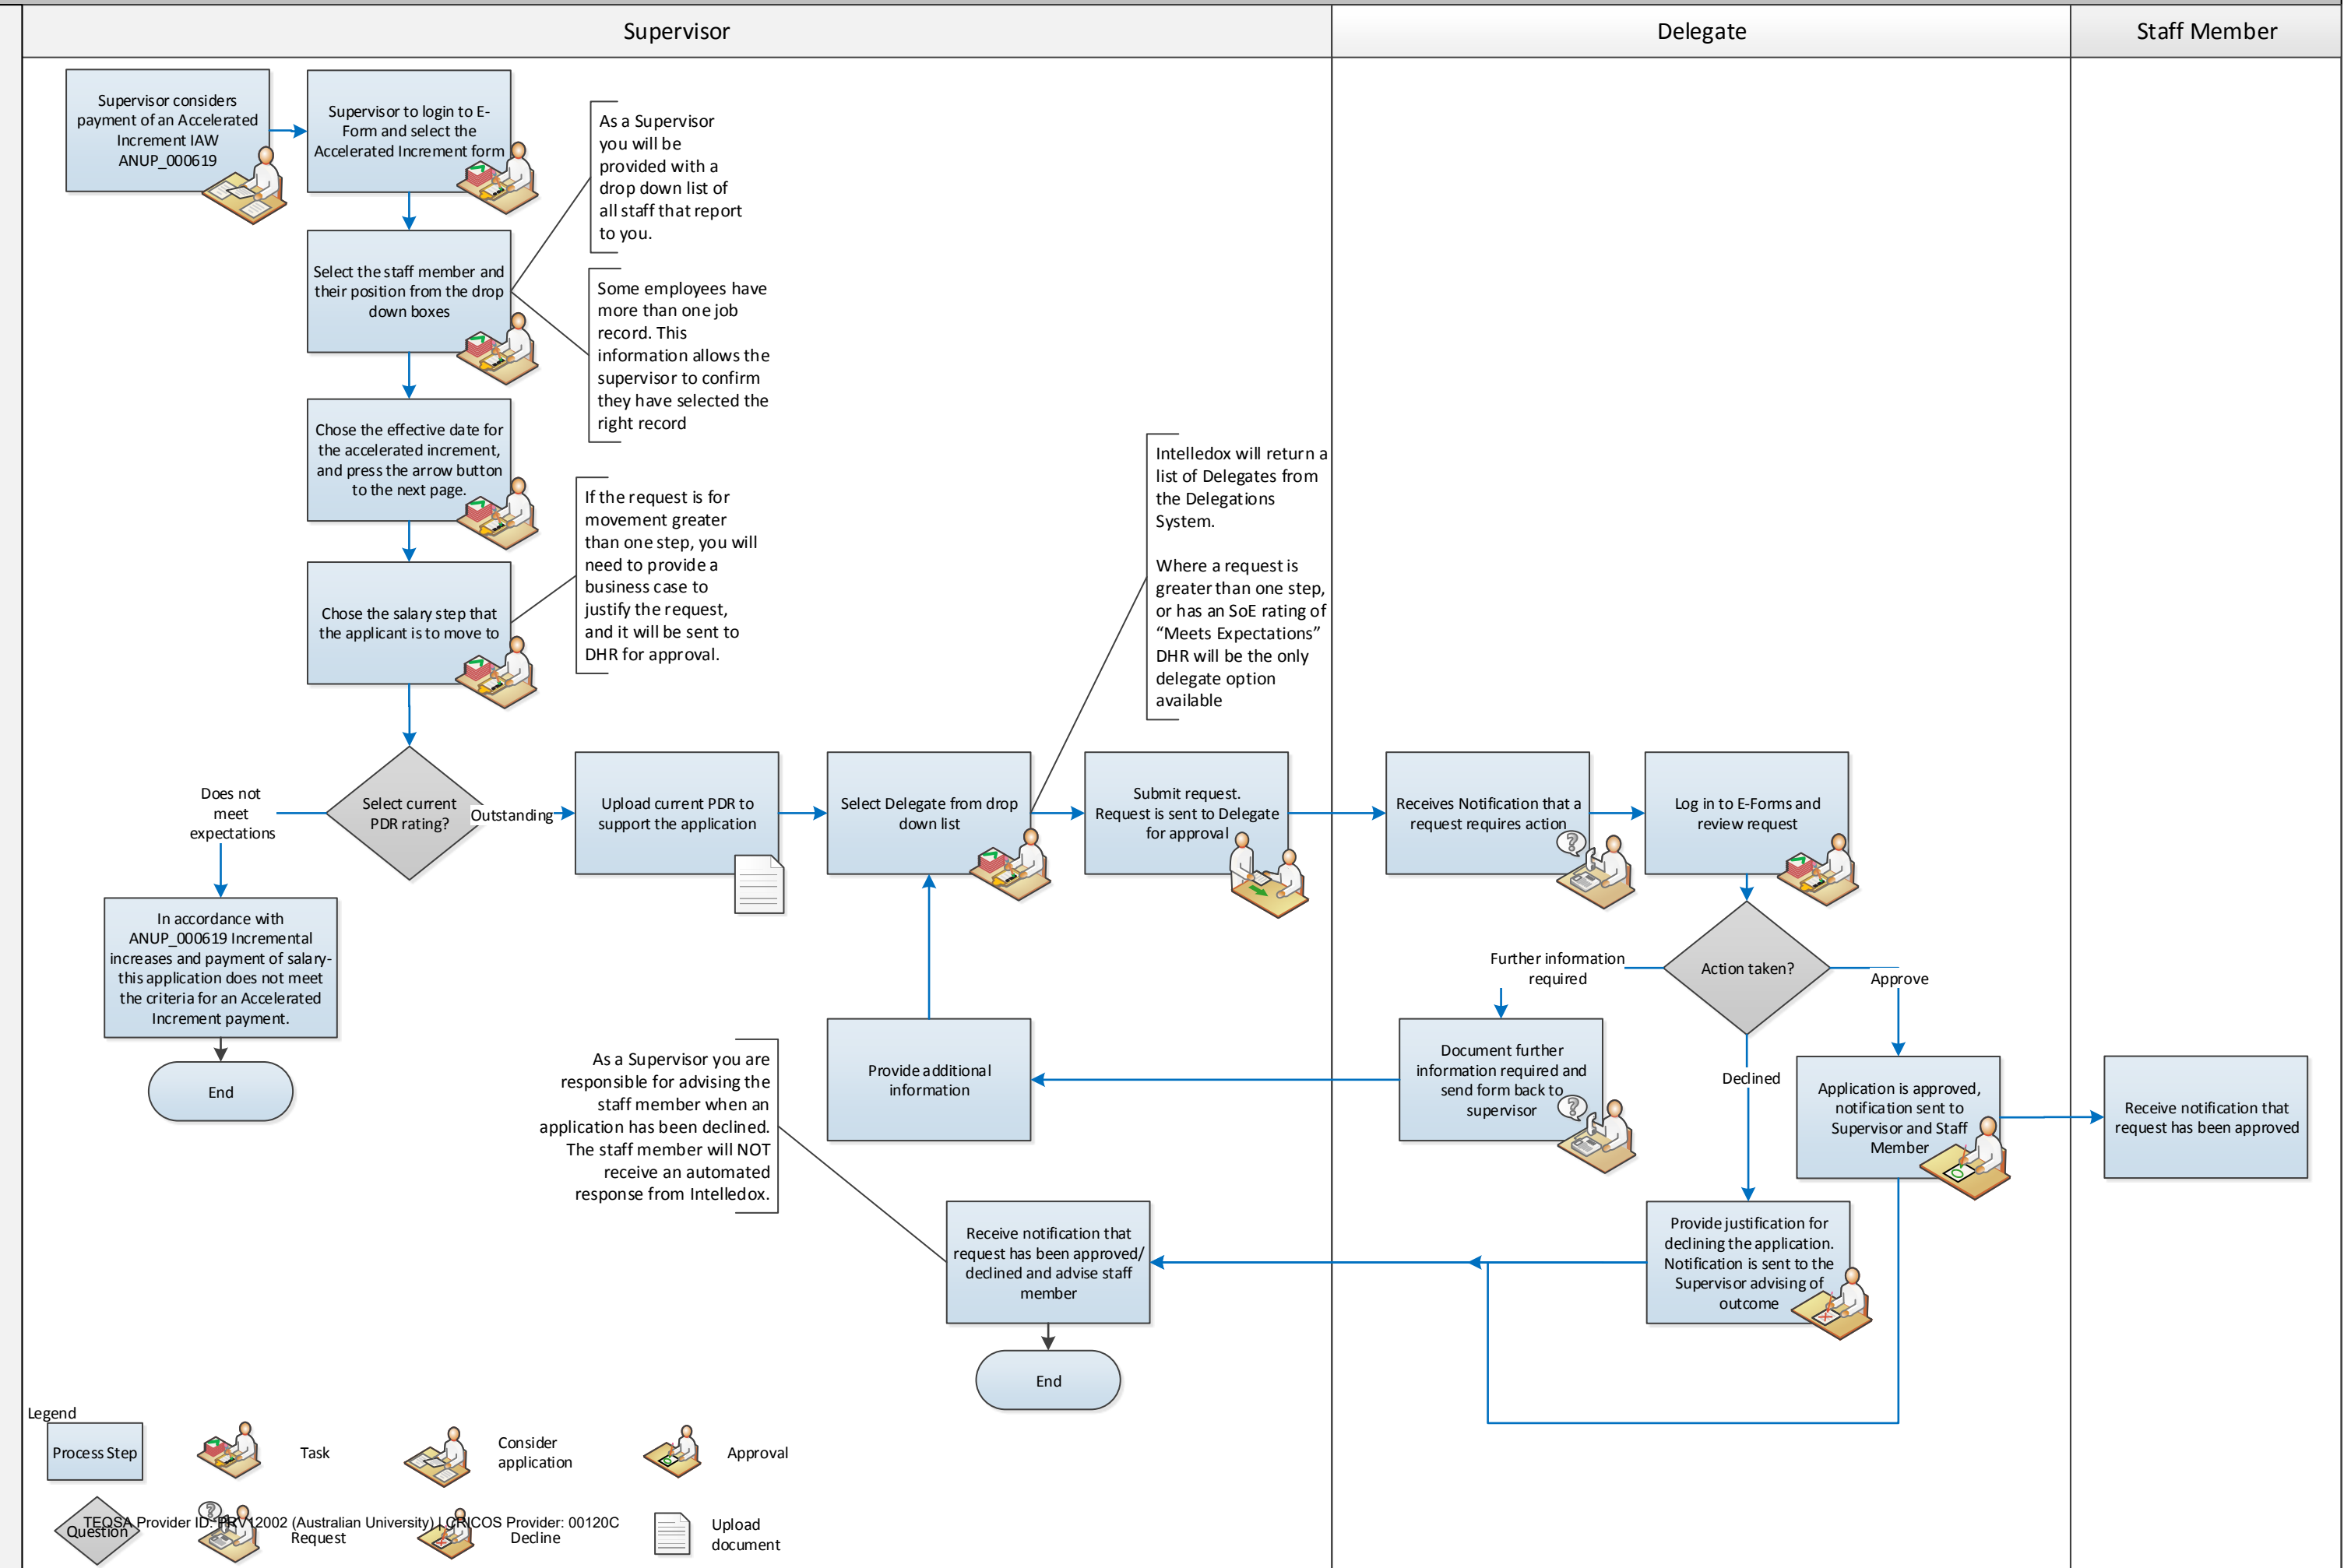 Supervisor
Delegate
Staff Member
Supervisor considers
payment of an Accelerated
Increment IAW
ANUP_000619
Supervisor to login to E-
Form and select the
Accelerated Increment form
As a Supervisor
you will be
provided with a
drop down list of
all staff that report
to you.
Select the staff member and
their position from the drop
down boxes
Some employees have
more than one job
record. This
information allows the
supervisor to confirm
they have selected the
right record
Chose the effective date for
the accelerated increment,
and press the arrow button
to the next page.
If the request is for
movement greater
than one step, you will
need to provide a
business case to
justify the request,
and it will be sent to
DHR for approval.
Chose the salary step that
the applicant is to move to
Intelledox will return a
list of Delegates from
the Delegations
System.
Where a request is
greater than one step,
or has an SoE rating of
“Meets Expectations”
DHR will be the only
delegate option
available
Does not
meet
expectations
Select current
PDR rating?
Outstanding
Upload current PDR to
support the application
Select Delegate from drop
down list
Submit request.
Request is sent to Delegate
for approval
Receives Notification that a
request requires action
Log in to E-Forms and
review request
In accordance with
ANUP_000619 Incremental
increases and payment of salary-
this application does not meet
the criteria for an Accelerated
Increment payment.
End
Further information
required
Action taken?
Approve
Declined
Document further
information required and
send form back to
supervisor
Provide additional
information
Application is approved,
notification sent to
Supervisor and Staff
Member
Receive notification that
request has been approved
As a Supervisor you are
responsible for advising the
staff member when an
application has been declined.
The staff member will NOT
receive an automated
response from Intelledox.
Receive notification that
request has been approved/
declined and advise staff
member
Provide justification for
declining the application.
Notification is sent to the
Supervisor advising of
outcome
End
Legend
Process Step
Task
Consider
application
Approval
Question
TEQSA Provider ID: PRV12002 (Australian University) | CRICOS Provider: 00120C
Request
Decline
Upload
document